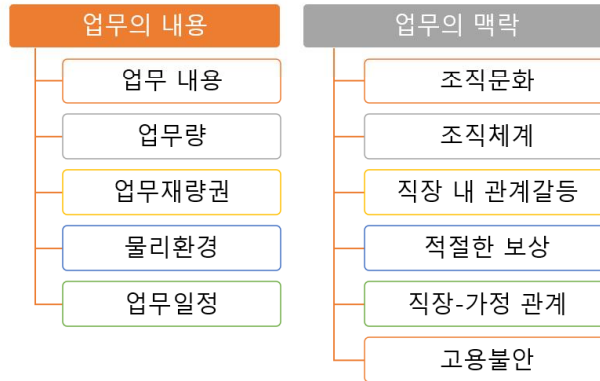 업무의 내용
업무 내용
업무량
업무재량권
물리환경
업무일정
업무의 맥락
조직문화
조직체계
직장 내 관계갈등
적절한 보상
직장-가정 관계
고용불안